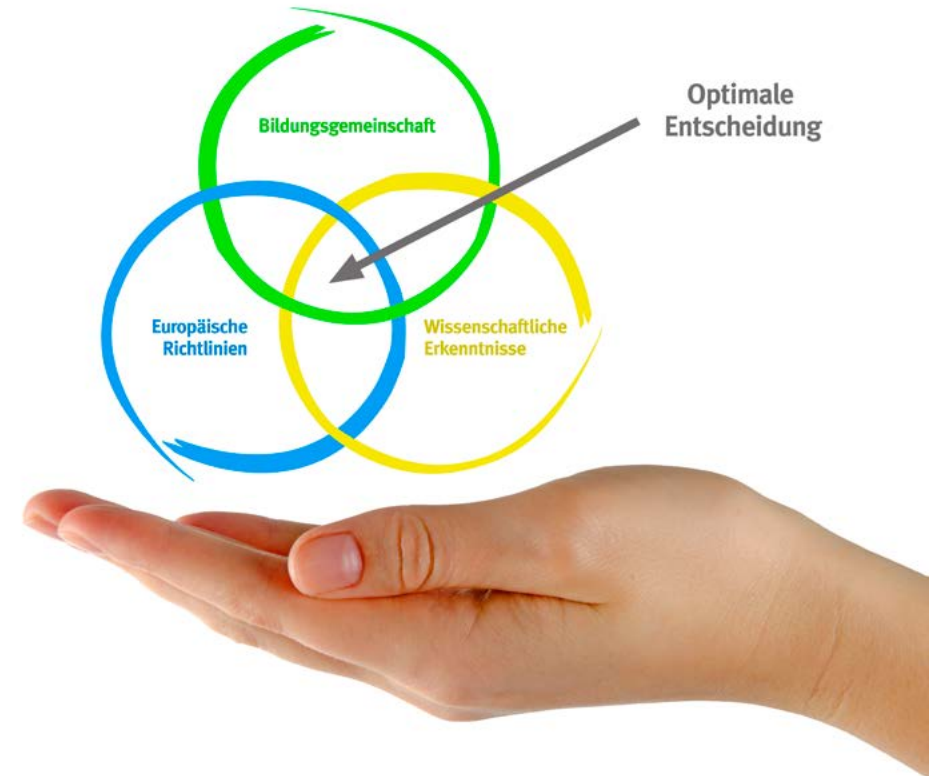 Bildungsgemeinschaft
Optimale
Entscheidung
Europäische
Richtlinien
Wissenschaftliche
Erkenntnisse